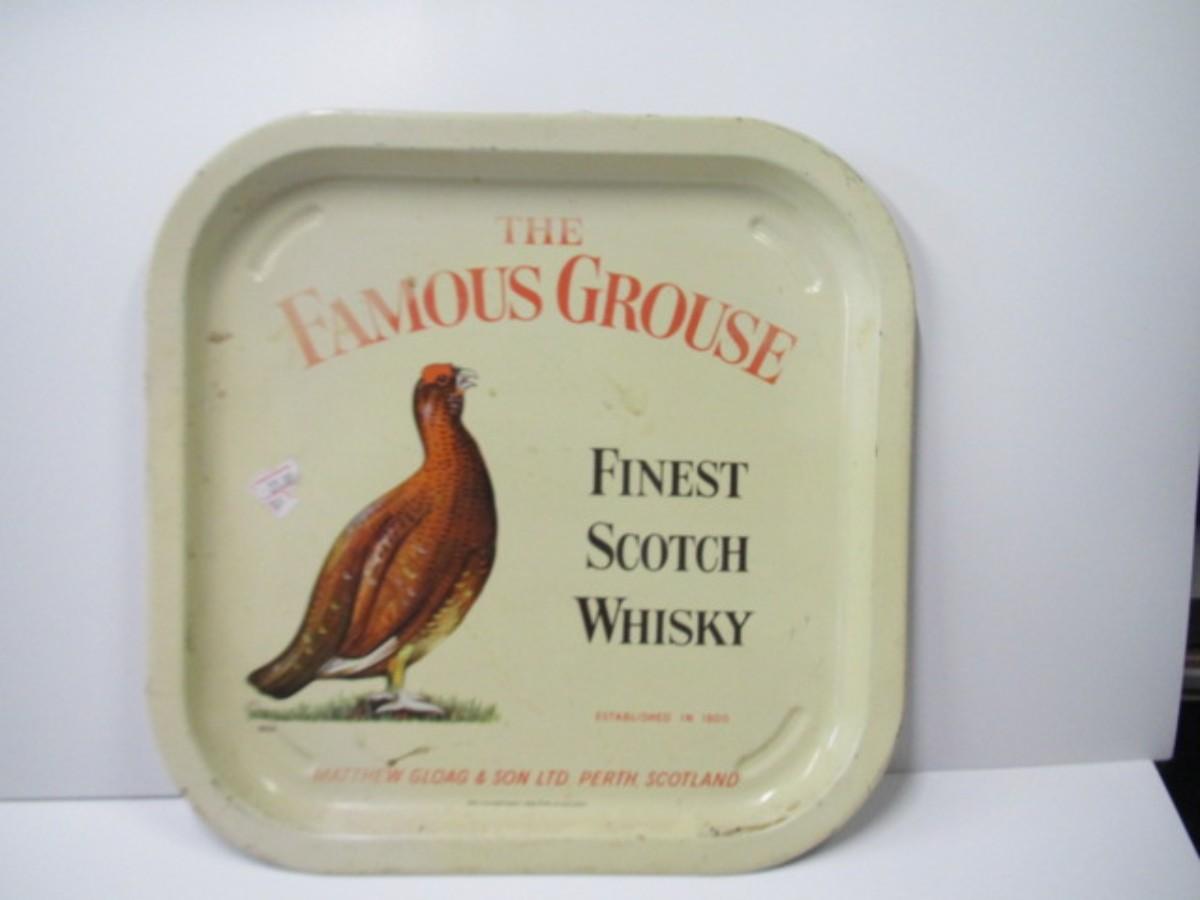 THE
FAMOUS GROUSE
FINEST
SCOTCH
WHISKY
ESTABLISHED IN 1800
MATTHEW GLOAG & SON LTD. PERTH, SCOTLAND